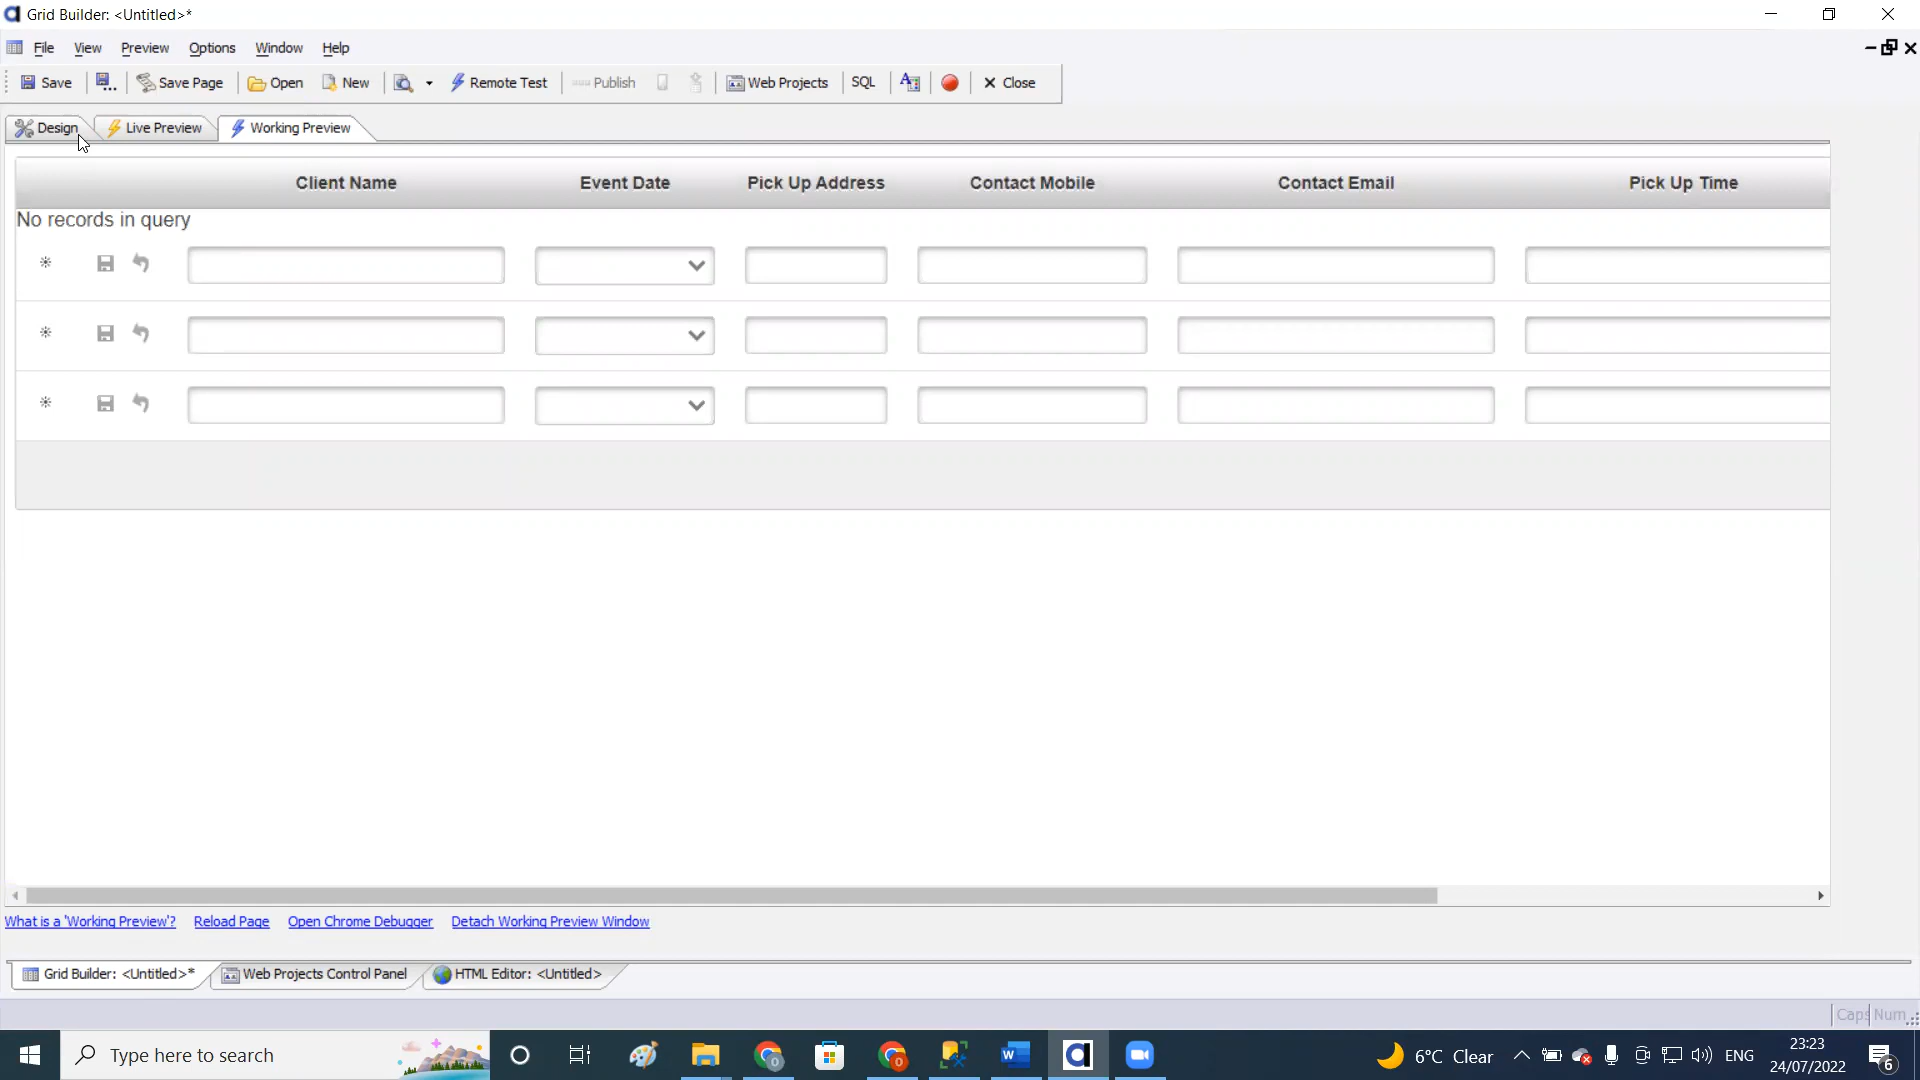 Grid Builder: <Untitled>*
File View Preview Options Window Help
Save Save Page Open New Remote Test Publish Web Projects SQL Close
Design Live Preview Working Preview
Client Name Event Date Pick Up Address Contact Mobile Contact Email Pick Up Time
No records in query
What is a 'Working Preview'? Reload Page Open Chrome Debugger Detach Working Preview Window
Grid Builder: <Untitled>* Web Projects Control Panel HTML Editor: <Untitled>
Caps Num
Type here to search
6°C Clear
ENG
23:23
24/07/2022
6